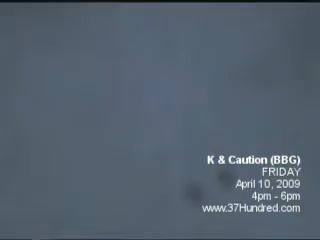 K & Caution (BBG)
FRIDAY
April 10, 2009
4pm - 6pm
www.37Hundred.com